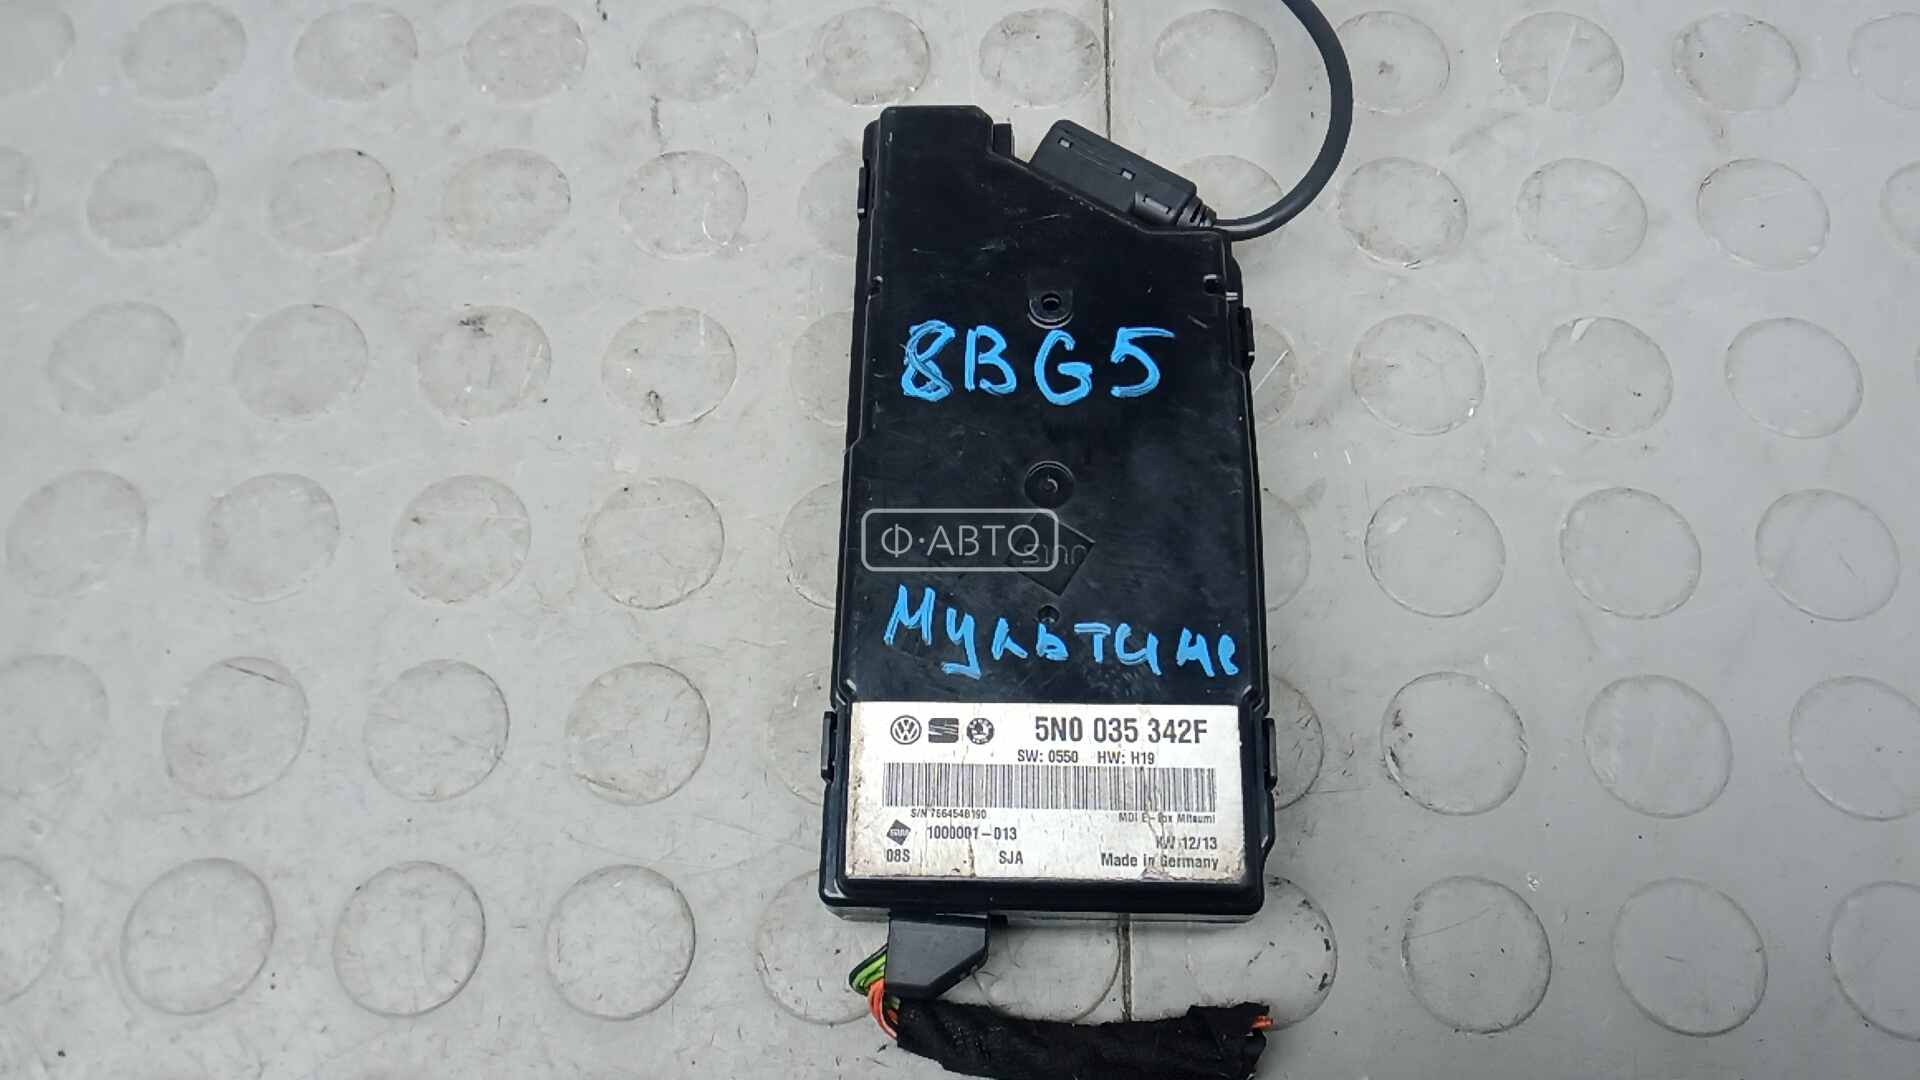 8BG5
Ф·АВТО
Мультиме
5N0 035 342F
SW: 0550 HW: H19
S/N 7664548190
MDI E-Box Mitsumi
1000001-013
KW 12/13
08S SJA Made in Germany